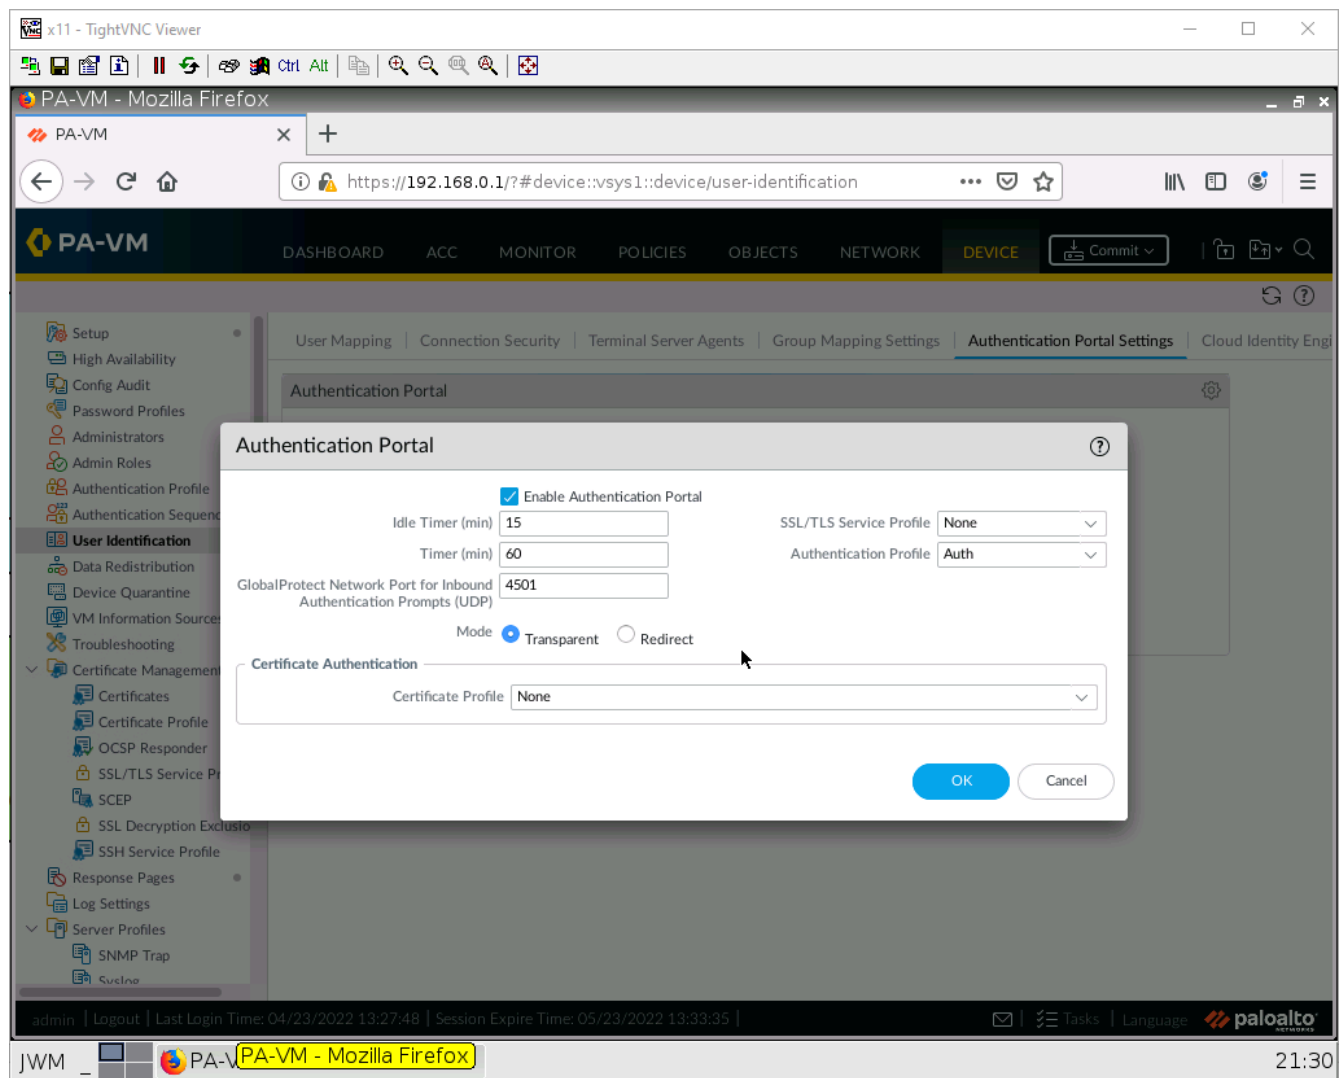 x11 - TightVNC Viewer
Ctrl Alt
PA-VM - Mozilla Firefox
PA-VM
https://192.168.0.1/?#device::vsys1::device/user-identification
PA-VM
DASHBOARD ACC MONITOR POLICIES OBJECTS NETWORK DEVICE Commit
User Mapping Connection Security Terminal Server Agents Group Mapping Settings Authentication Portal Settings Cloud Identity Engi
Authentication Portal
Setup
High Availability
Config Audit
Password Profiles
Administrators
Admin Roles
Authentication Profile
Authentication Sequenc
User Identification
Data Redistribution
Device Quarantine
VM Information Source
Troubleshooting
Certificate Management
Certificates
Certificate Profile
OCSP Responder
SSL/TLS Service Pr
SCEP
SSL Decryption Exclusio
SSH Service Profile
Response Pages
Log Settings
Server Profiles
SNMP Trap
Syslog
Authentication Portal
Enable Authentication Portal
Idle Timer (min) 15
SSL/TLS Service Profile None
Timer (min) 60
Authentication Profile Auth
GlobalProtect Network Port for Inbound
Authentication Prompts (UDP) 4501
Mode Transparent Redirect
Certificate Authentication
Certificate Profile None
OK Cancel
admin | Logout | Last Login Time: 04/23/2022 13:27:48 | Session Expire Time: 05/23/2022 13:33:35 |
Tasks | Language paloalto
NETWORKS
JWM _ PA-V PA-VM - Mozilla Firefox 21:30